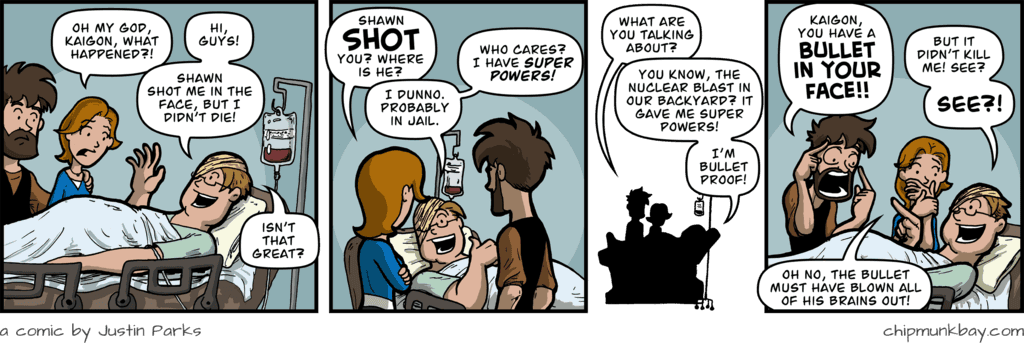 OH MY GOD,
KAIGON, WHAT
HAPPENED?!
HI,
GUYS!
SHAWN
SHOT ME IN THE
FACE, BUT I
DIDN'T DIE!
ISN'T
THAT
GREAT?
SHAWN
SHOT
YOU? WHERE
IS HE?
I DUNNO.
PROBABLY
IN JAIL.
WHO CARES?
I HAVE SUPER
POWERS!
WHAT ARE
YOU TALKING
ABOUT?
YOU KNOW, THE
NUCLEAR BLAST IN
OUR BACKYARD? IT
GAVE ME SUPER
POWERS!
I'M
BULLET
PROOF!
KAIGON,
YOU HAVE A
BULLET
IN YOUR
FACE!!
BUT IT
DIDN'T KILL
ME! SEE?
SEE?!
OH NO, THE BULLET
MUST HAVE BLOWN ALL
OF HIS BRAINS OUT!
a comic by Justin Parks
chipmunkbay.com